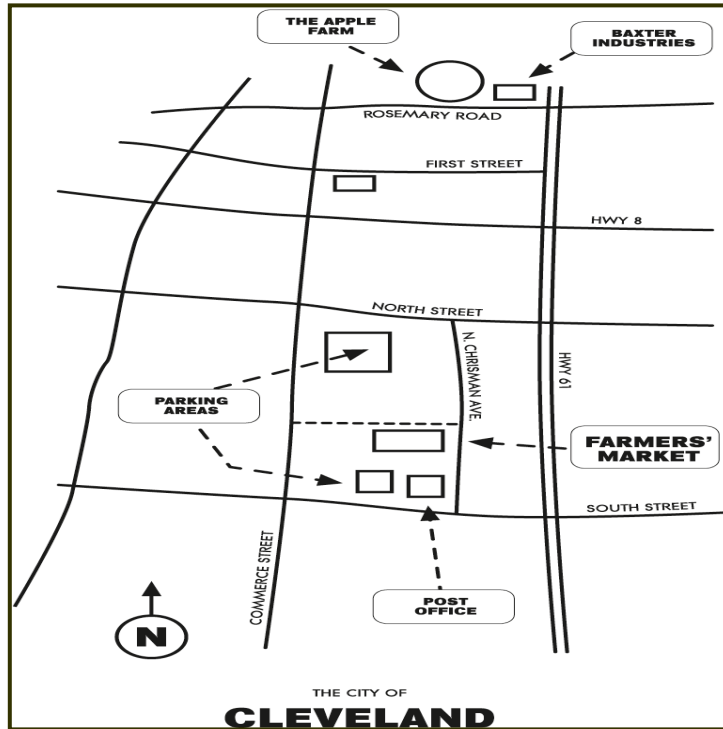 THE APPLE
FARM
BAXTER
INDUSTRIES
ROSEMARY ROAD
FIRST STREET
HWY 8
NORTH STREET
N. CHRISMAN AVE.
HWY 61
PARKING
AREAS
FARMERS'
MARKET
SOUTH STREET
COMMERCE STREET
POST
OFFICE
N
THE CITY OF
CLEVELAND